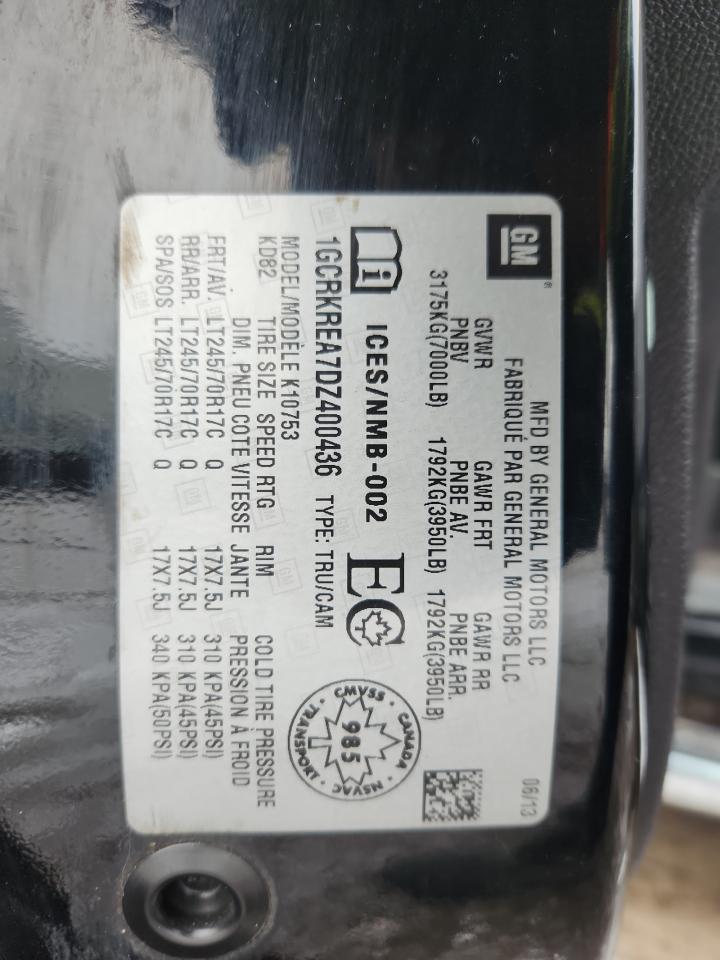 GM
MFD BY GENERAL MOTORS LLC 06/13
FABRIQUÉ PAR GENERAL MOTORS LLC
GVWR GAWR FRT GAWR RR
PNBV PNBE AV. PNBE ARR.
3175KG(7000LB) 1792KG(3950LB) 1792KG(3950LB)
i ICES/NMB-002 EC
CANADA
CMVSS NSVAC
985
TRANSPORT
1GCRKREA7DZ400436 TYPE: TRU/CAM
MODEL/MODÈLE K10753
KD82 TIRE SIZE SPEED RTG RIM COLD TIRE PRESSURE
DIM. PNEU COTE VITESSE JANTE PRESSION À FROID
FRT/AV. LT245/70R17C Q 17X7.5J 310 KPA(45PSI)
RR/ARR. LT245/70R17C Q 17X7.5J 310 KPA(45PSI)
SPA/SOS LT245/70R17C Q 17X7.5J 340 KPA(50PSI)